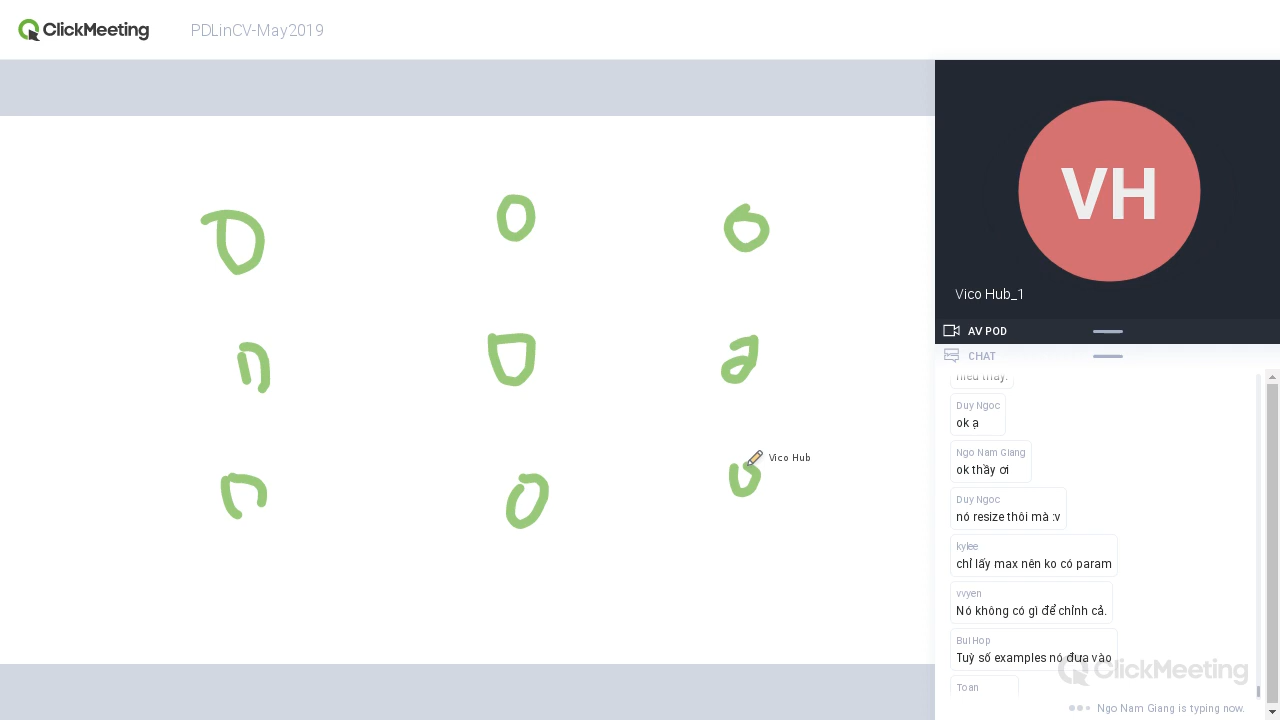 ClickMeeting
PDLinCV-May2019
VH
Vico Hub_1
AV POD
CHAT
Duy Ngoc
ok ạ
Ngo Nam Giang
ok thầy ơi
Duy Ngoc
nó resize thôi mà :v
kylee
chỉ lấy max nên ko có param
vvyen
Nó không có gì để chỉnh cả.
Bui Hop
Tuỳ số examples nó đưa vào
Toan
ClickMeeting
Ngo Nam Giang is typing now.
Vico Hub